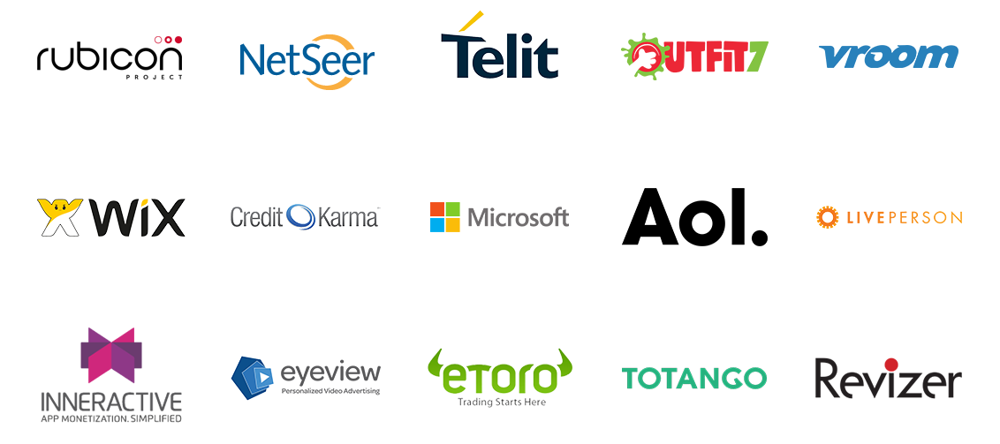 rubicon
PROJECT
NetSeer
Telit
OUTFIT7
vroom
WiX
Credit Karma
Microsoft
Aol.
LIVEPERSON
INNERACTIVE
APP MONETIZATION. SIMPLIFIED
eyeview
Personalized Video Advertising
eToro
Trading Starts Here
TOTANGO
Revizer